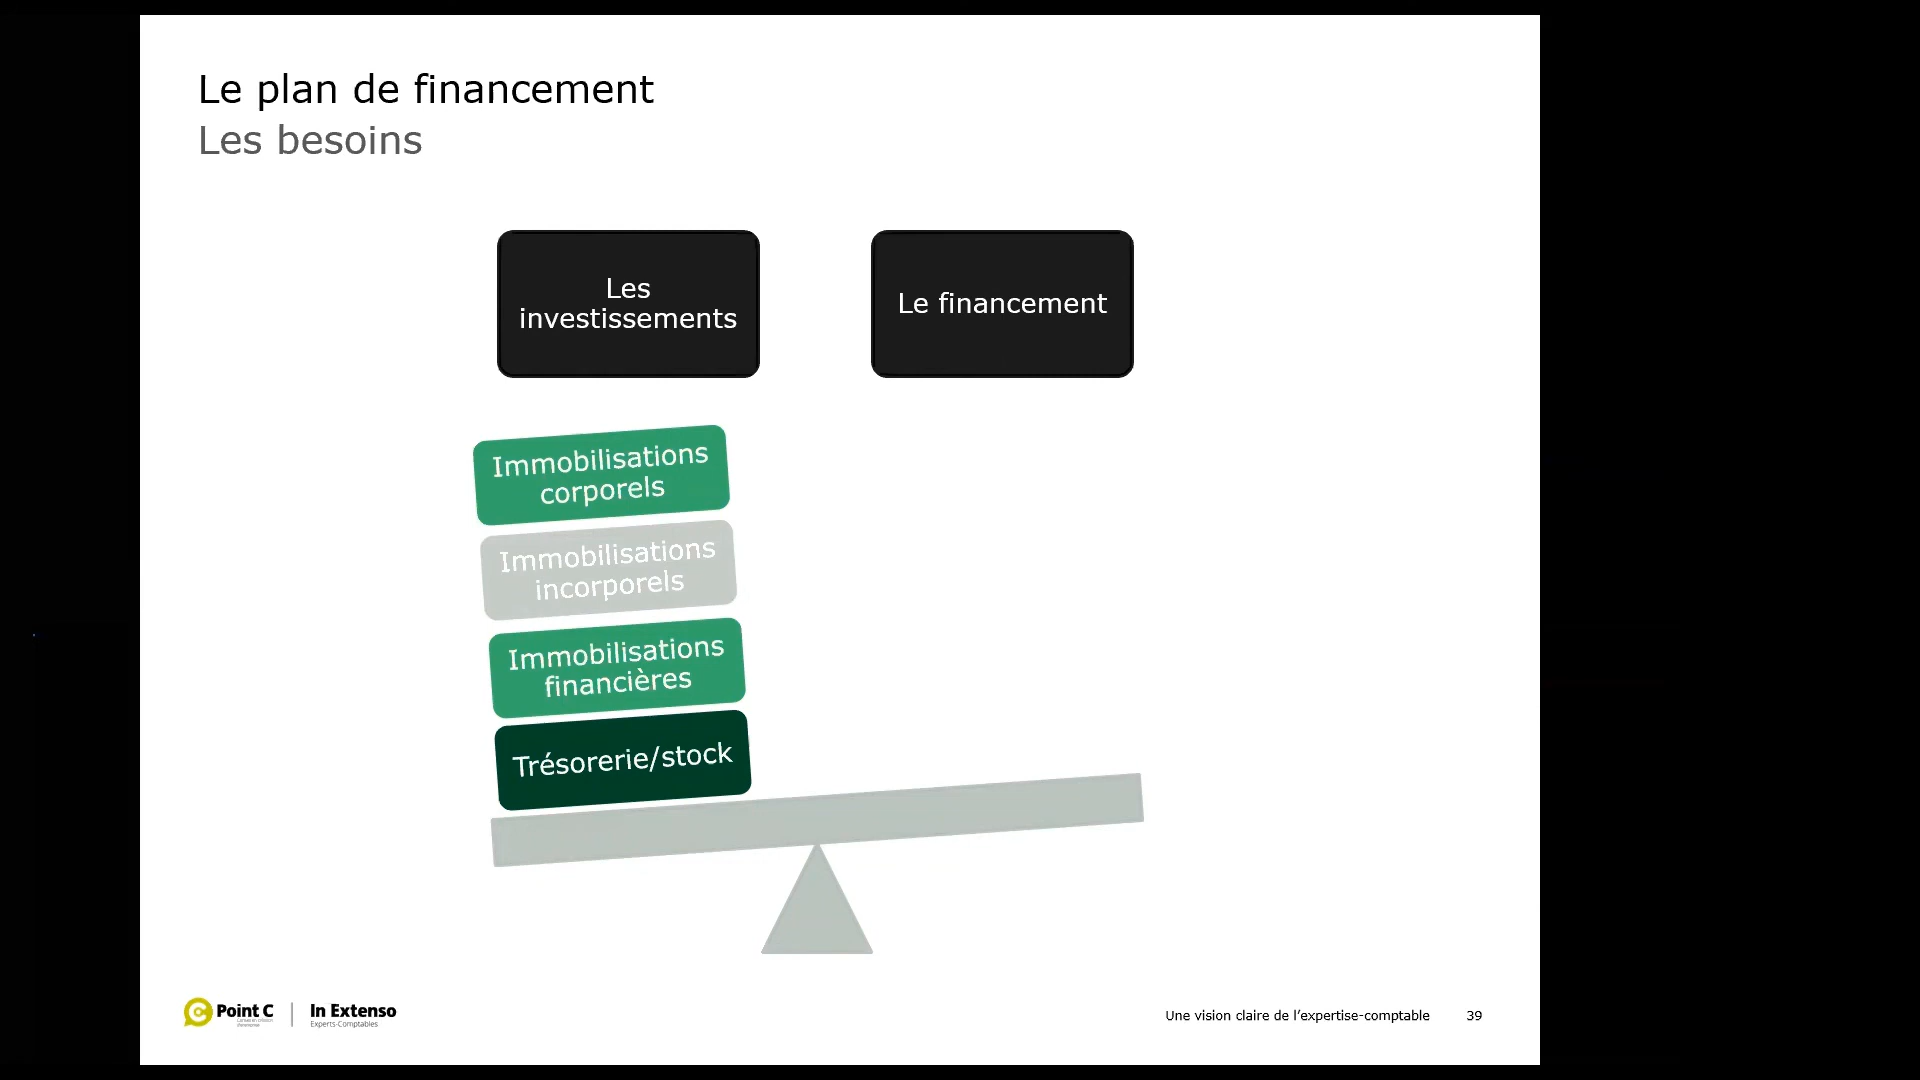 Le plan de financement
Les besoins
Les
investissements
Le financement
Immobilisations
corporels
Immobilisations
incorporels
Immobilisations
financières
Trésorerie/stock
Point C
In Extenso
Experts-Comptables
Une vision claire de l'expertise-comptable
39